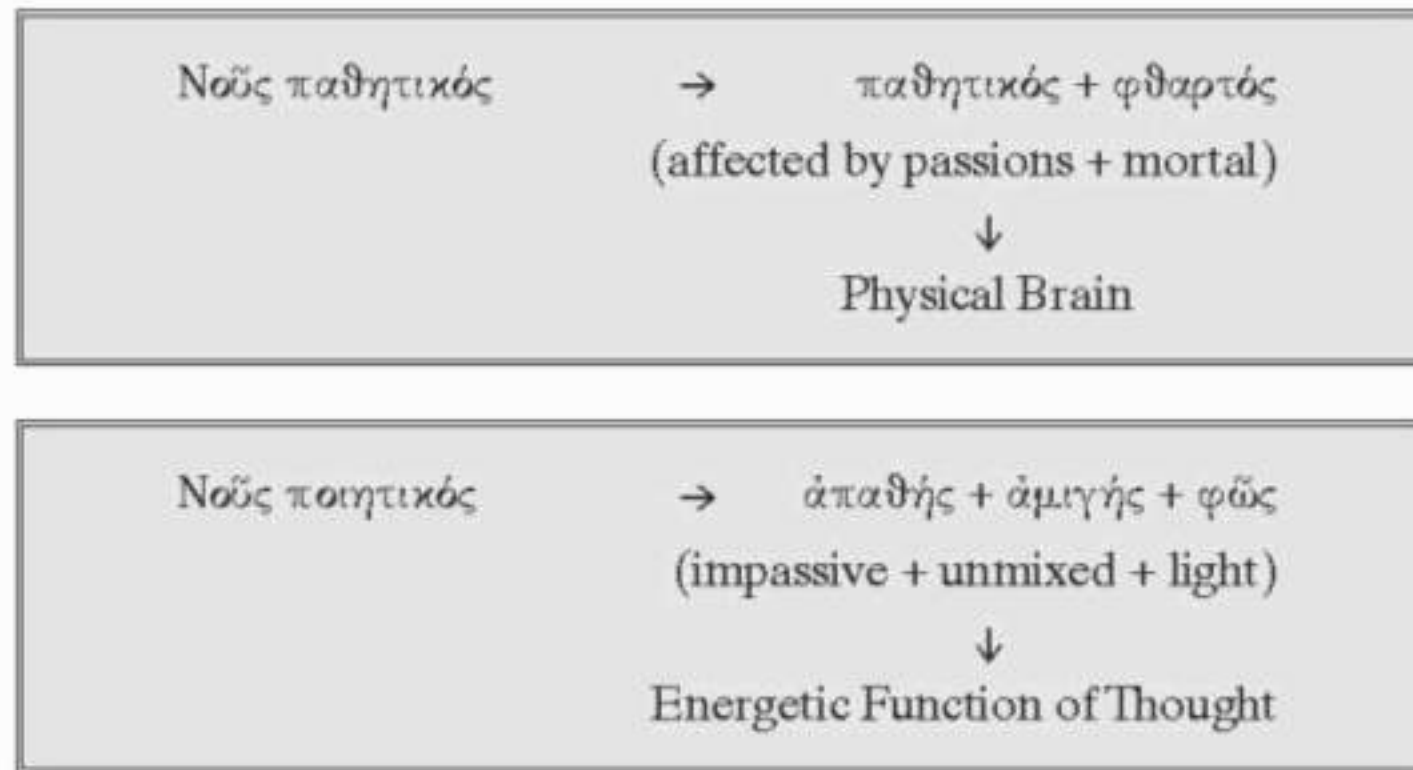 Νοῦς παθητικός → παθητικός + φθαρτός
(affected by passions + mortal)
↓
Physical Brain
Νοῦς ποιητικός → ἀπαθής + ἀμιγής + φῶς
(impassive + unmixed + light)
↓
Energetic Function of Thought